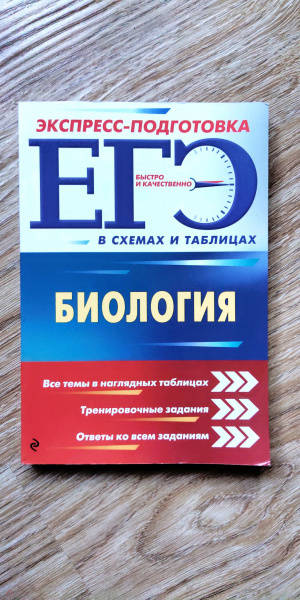 ЭКСПРЕСС-ПОДГОТОВКА
ЕГЭ
БЫСТРО
И КАЧЕСТВЕННО
В СХЕМАХ И ТАБЛИЦАХ
БИОЛОГИЯ
Все темы в наглядных таблицах
Тренировочные задания
Ответы ко всем заданиям